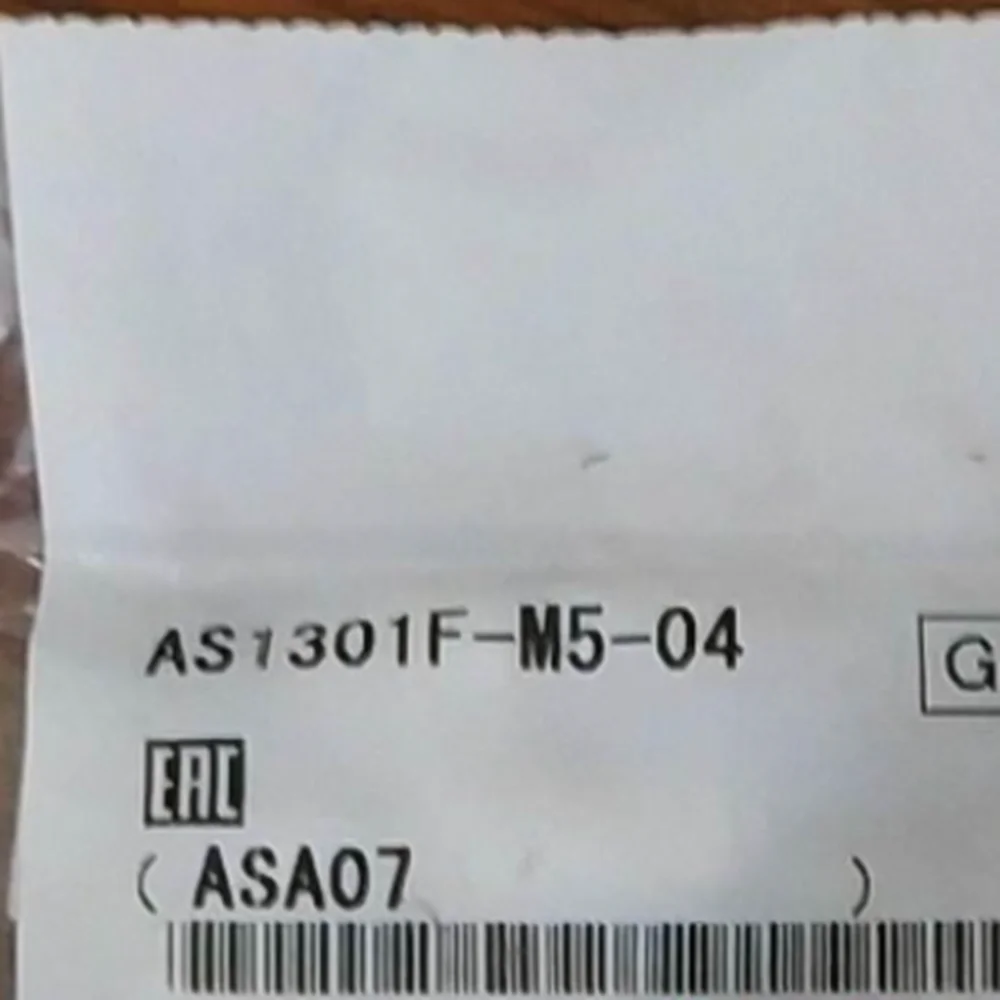 AS1301F-M5-04
G
EAC
( ASA07 )